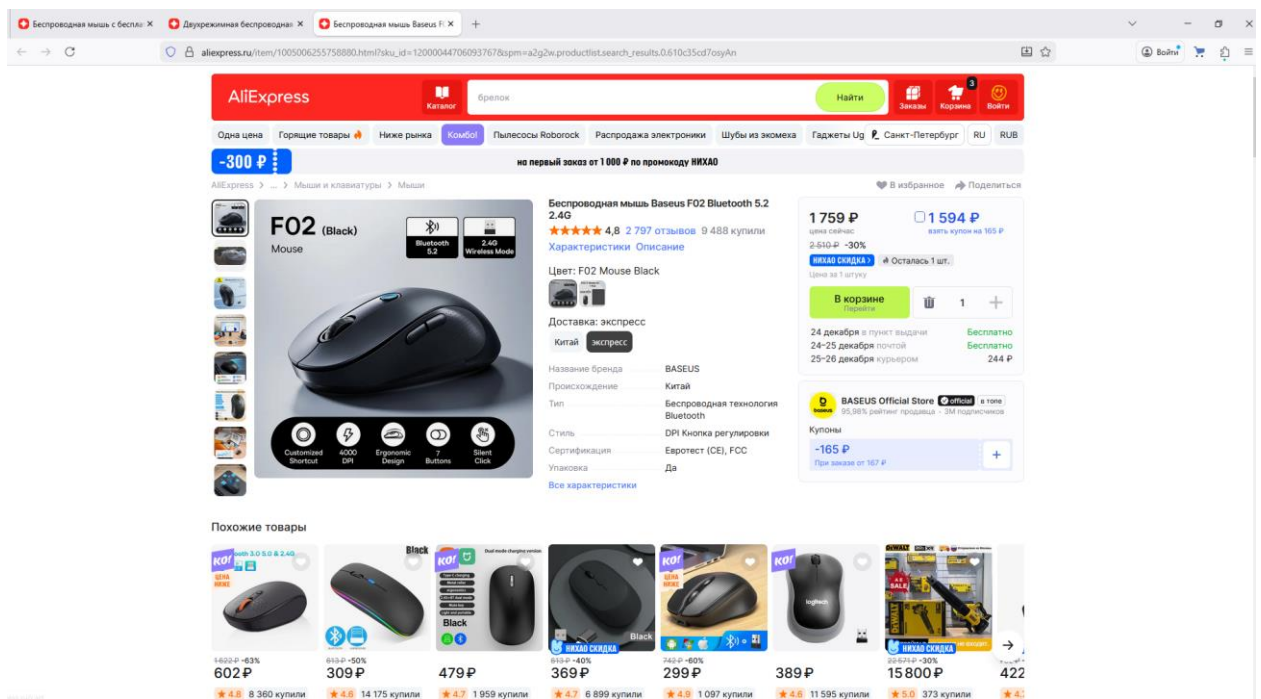 Беспроводная мышь с беспла
Двухрежимная беспроводная
Беспроводная мышь Baseus F
aliexpress.ru/item/1005006255758880.html?sku_id=12000044706093767&spm=a2g2w.productlist.search_results.0.610c35cd7osyAn
Войти
AliExpress
Каталог
брелок
Найти
Заказы
3
Корзина
Войти
Одна цена Горящие товары Ниже рынка Комбо! Пылесосы Roborock Распродажа электроники Шубы из экомеха Гаджеты Ug Санкт-Петербург RU RUB
-300 ₽
на первый заказ от 1 000 ₽ по промокоду НИХАО
AliExpress > ... > Мыши и клавиатуры > Мыши
В избранное Поделиться
F02 (Black)
Mouse
Bluetooth
5.2
2.4G
Wireless Mode
Customized
Shortcut
4000
DPI
Ergonomic
Design
7
Buttons
Silent
Click
Беспроводная мышь Baseus F02 Bluetooth 5.2
2.4G
4,8 2 797 отзывов 9 488 купили
Характеристики Описание
Цвет: F02 Mouse Black
Доставка: экспресс
Китай экспресс
Название бренда BASEUS
Происхождение Китай
Тип Беспроводная технология
Bluetooth
Стиль DPI Кнопка регулировки
Сертификация Евротест (CE), FCC
Упаковка Да
Все характеристики
1 759 ₽ 1 594 ₽
цена сейчас взять купон на 165 ₽
2 510 ₽ -30%
НИХАО СКИДКА > Осталась 1 шт.
Цена за 1 штуку
В корзине
Перейти
1 +
24 декабря в пункт выдачи Бесплатно
24-25 декабря почтой Бесплатно
25-26 декабря курьером 244 ₽
BASEUS Official Store official в топе
95,98% рейтинг продавца - 3M подписчиков
Купоны
-165 ₽
При заказе от 167 ₽
+
Похожие товары
ЦЕНА
НИЖЕ
Black
Dual-mode charging version
Black
Black
НИХАО СКИДКА
ЦЕНА
НИЖЕ
logitech
DEWALT
SALE
НИХАО СКИДКА
1 622 ₽ -63%
602 ₽
4.8 8 360 купили
613 ₽ -50%
309 ₽
4.6 14 175 купили
479 ₽
4.7 1 959 купили
613 ₽ -40%
369 ₽
4.7 6 899 купили
742 ₽ -60%
299 ₽
4.9 1 097 купили
389 ₽
4.6 11 595 купили
22 571 ₽ -30%
15 800 ₽
5.0 373 купили
422